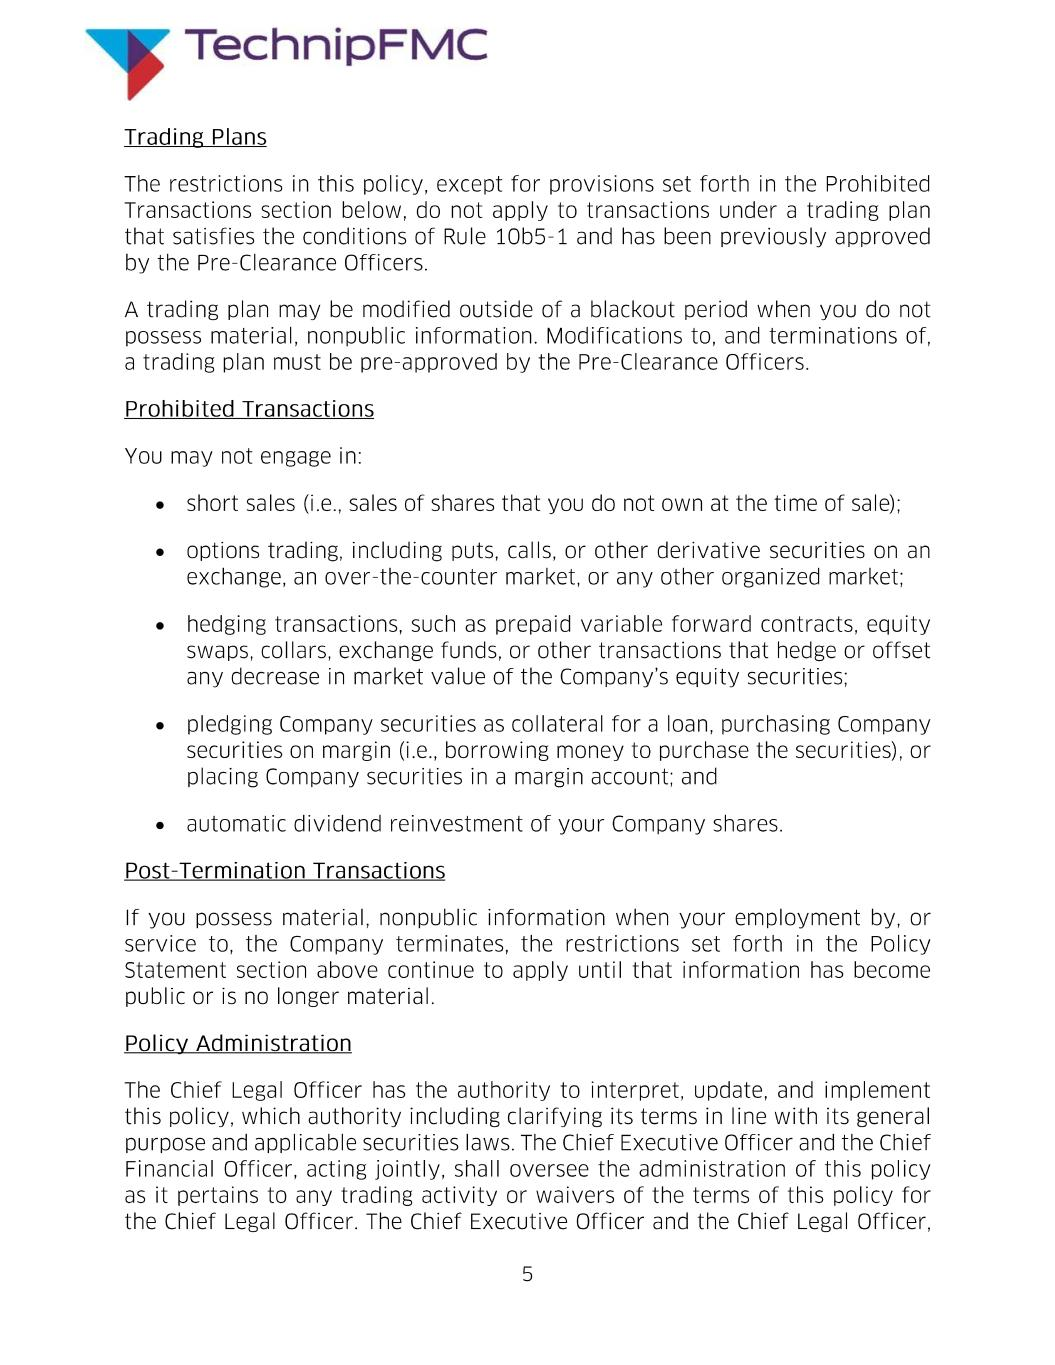 TechnipFMC
Trading Plans
The restrictions in this policy, except for provisions set forth in the Prohibited
Transactions section below, do not apply to transactions under a trading plan
that satisfies the conditions of Rule 10b5-1 and has been previously approved
by the Pre-Clearance Officers.
A trading plan may be modified outside of a blackout period when you do not
possess material, nonpublic information. Modifications to, and terminations of,
a trading plan must be pre-approved by the Pre-Clearance Officers.
Prohibited Transactions
You may not engage in:
• short sales (i.e., sales of shares that you do not own at the time of sale);
• options trading, including puts, calls, or other derivative securities on an
exchange, an over-the-counter market, or any other organized market;
• hedging transactions, such as prepaid variable forward contracts, equity
swaps, collars, exchange funds, or other transactions that hedge or offset
any decrease in market value of the Company's equity securities;
• pledging Company securities as collateral for a loan, purchasing Company
securities on margin (i.e., borrowing money to purchase the securities), or
placing Company securities in a margin account; and
• automatic dividend reinvestment of your Company shares.
Post-Termination Transactions
If you possess material, nonpublic information when your employment by, or
service to, the Company terminates, the restrictions set forth in the Policy
Statement section above continue to apply until that information has become
public or is no longer material.
Policy Administration
The Chief Legal Officer has the authority to interpret, update, and implement
this policy, which authority including clarifying its terms in line with its general
purpose and applicable securities laws. The Chief Executive Officer and the Chief
Financial Officer, acting jointly, shall oversee the administration of this policy
as it pertains to any trading activity or waivers of the terms of this policy for
the Chief Legal Officer. The Chief Executive Officer and the Chief Legal Officer,
5